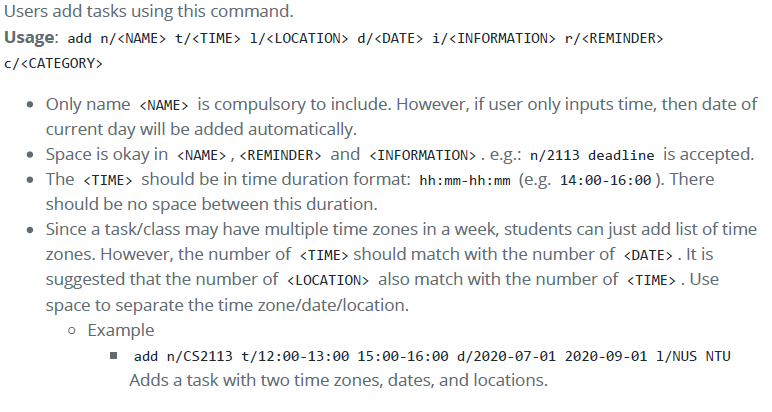 Users add tasks using this command.
Usage: add n/<NAME> t/<TIME> l/<LOCATION> d/<DATE> i/<INFORMATION> r/<REMINDER>
c/<CATEGORY>
• Only name <NAME> is compulsory to include. However, if user only inputs time, then date of
current day will be added automatically.
• Space is okay in <NAME>, <REMINDER> and <INFORMATION>. e.g.: n/2113 deadline is accepted.
• The <TIME> should be in time duration format: hh:mm-hh:mm (e.g. 14:00-16:00). There
should be no space between this duration.
• Since a task/class may have multiple time zones in a week, students can just add list of time
zones. However, the number of <TIME> should match with the number of <DATE>. It is
suggested that the number of <LOCATION> also match with the number of <TIME>. Use
space to separate the time zone/date/location.
○ Example
■ add n/CS2113 t/12:00-13:00 15:00-16:00 d/2020-07-01 2020-09-01 l/NUS NTU
Adds a task with two time zones, dates, and locations.